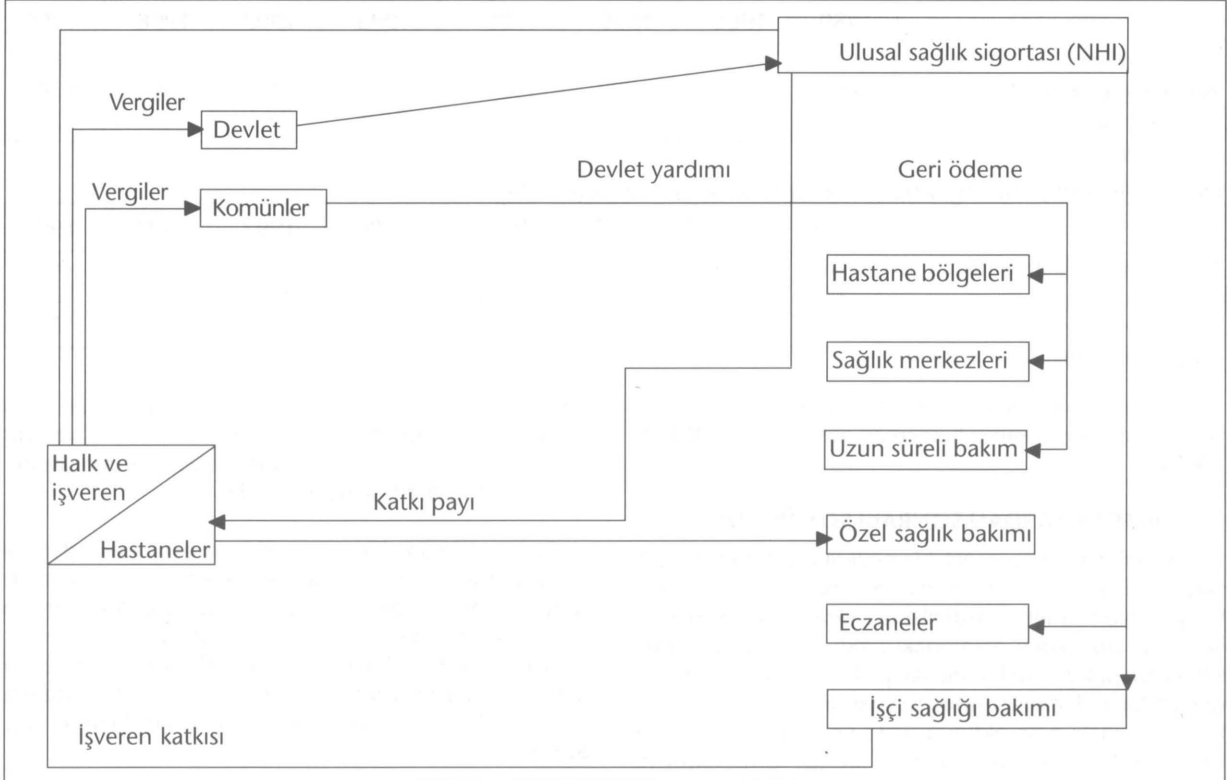 Ulusal sağlık sigortası (NHI)
Vergiler
Devlet
Devlet yardımı
Geri ödeme
Vergiler
Komünler
Hastane bölgeleri
Sağlık merkezleri
Uzun süreli bakım
Halk ve
işveren
Hastaneler
Katkı payı
Özel sağlık bakımı
Eczaneler
İşçi sağlığı bakımı
İşveren katkısı